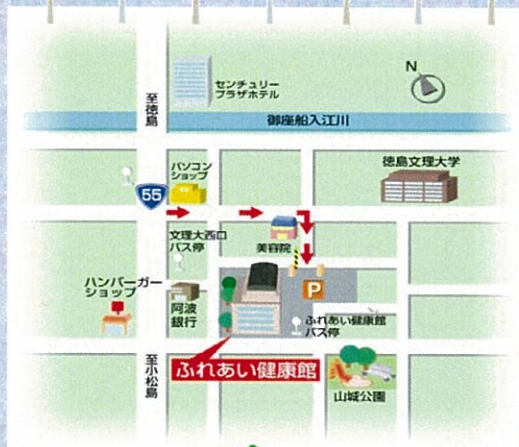 N
センチュリー
プラザホテル
至徳島
御座船入江川
パソコン
ショップ
徳島文理大学
55
文理大西口
バス停
美容院
ハンバーガー
ショップ
阿波
銀行
P
ふれあい健康館
バス停
至小松島
ふれあい健康館
山城公園